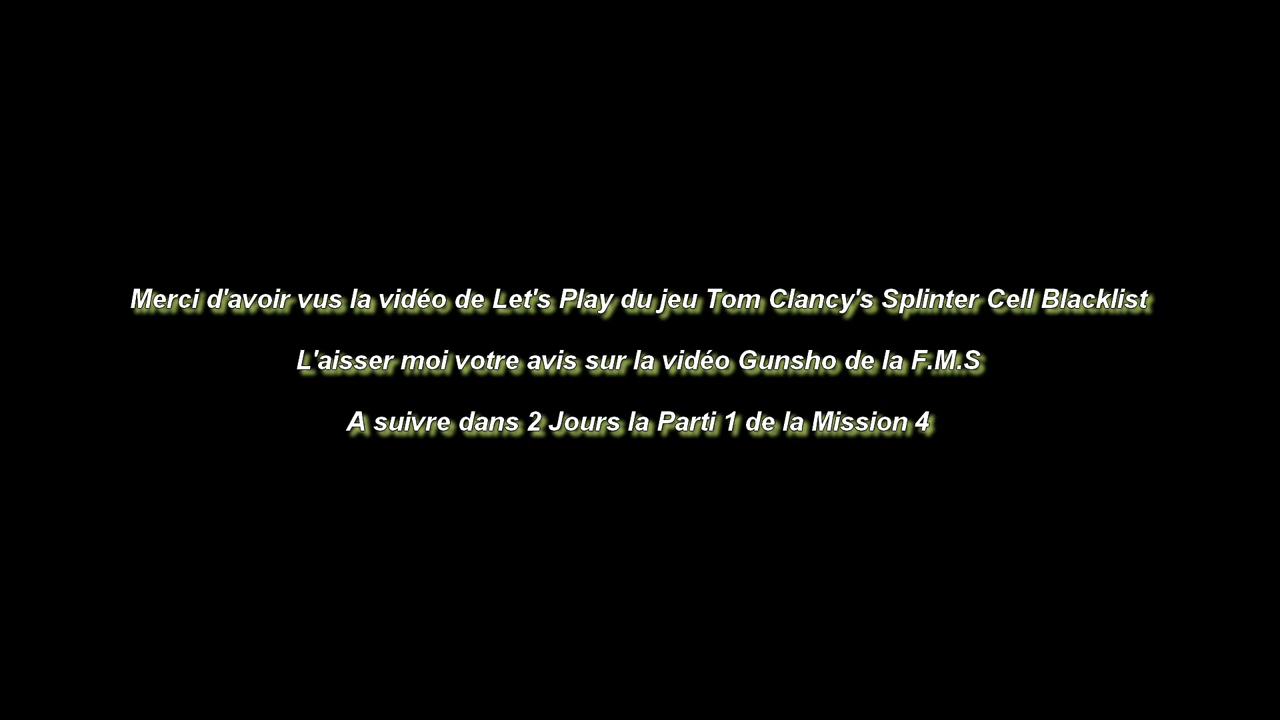 Merci d'avoir vus la vidéo de Let's Play du jeu Tom Clancy's Splinter Cell Blacklist
L'aisser moi votre avis sur la vidéo Gunsho de la F.M.S
A suivre dans 2 Jours la Parti 1 de la Mission 4